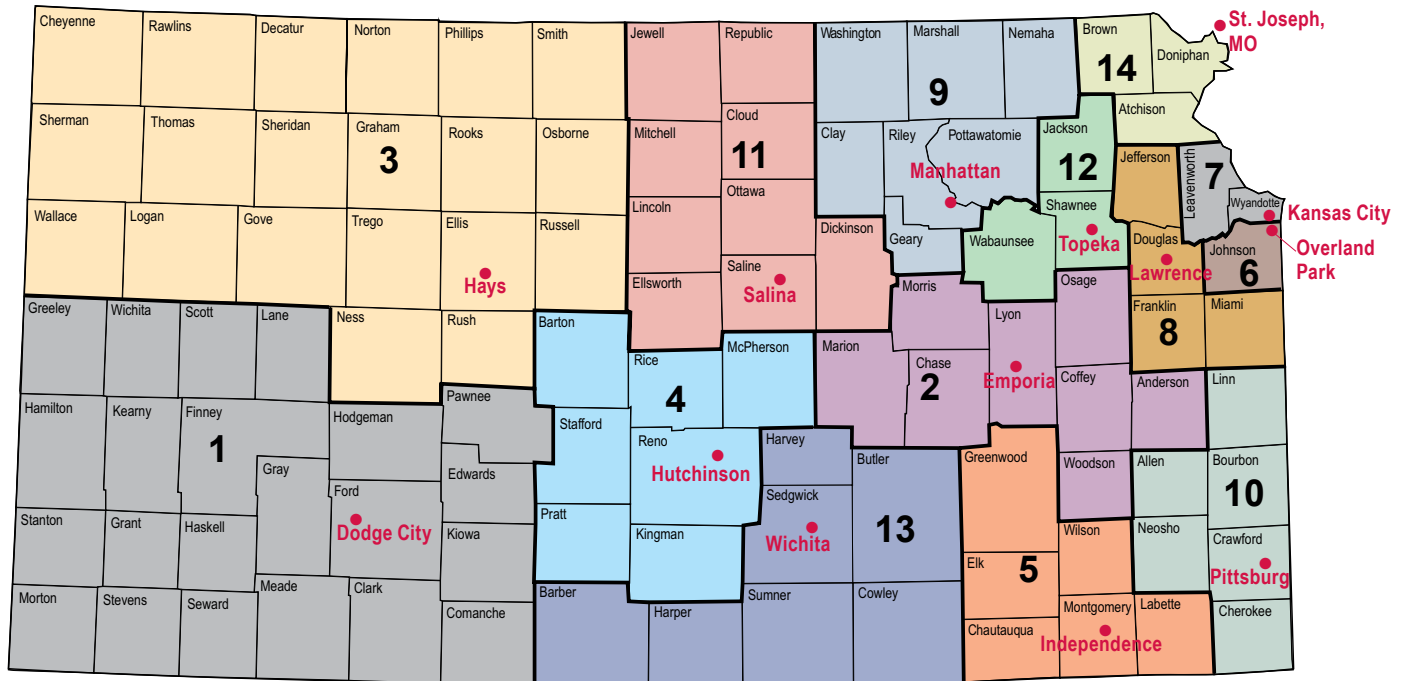 Cheyenne
Rawlins
Decatur
Norton
Phillips
Smith
Jewell
Republic
Washington
Marshall
Nemaha
Brown
Doniphan
St. Joseph,
MO
14
9
Sherman
Thomas
Sheridan
Graham
Rooks
Osborne
Mitchell
Cloud
Clay
Riley
Pottawatomie
Jackson
Atchison
3
11
12
Jefferson
Leavenworth
7
Manhattan
Wallace
Logan
Gove
Trego
Ellis
Russell
Lincoln
Ottawa
Dickinson
Geary
Wabaunsee
Shawnee
Topeka
Douglas
Lawrence
Wyandotte
Kansas City
Johnson
6
Overland
Park
Hays
Ellsworth
Saline
Salina
Morris
Osage
Greeley
Wichita
Scott
Lane
Ness
Rush
Barton
Rice
McPherson
Marion
Chase
Lyon
Emporia
Coffey
Franklin
8
Miami
Anderson
Linn
4
2
Hamilton
Kearny
Finney
1
Hodgeman
Pawnee
Stafford
Reno
Hutchinson
Harvey
Butler
Greenwood
Woodson
Allen
Bourbon
10
Gray
Ford
Dodge City
Edwards
Sedgwick
Wichita
13
Stanton
Grant
Haskell
Kiowa
Pratt
Kingman
Elk
5
Wilson
Neosho
Crawford
Pittsburg
Morton
Stevens
Seward
Meade
Clark
Comanche
Barber
Harper
Sumner
Cowley
Chautauqua
Montgomery
Independence
Labette
Cherokee